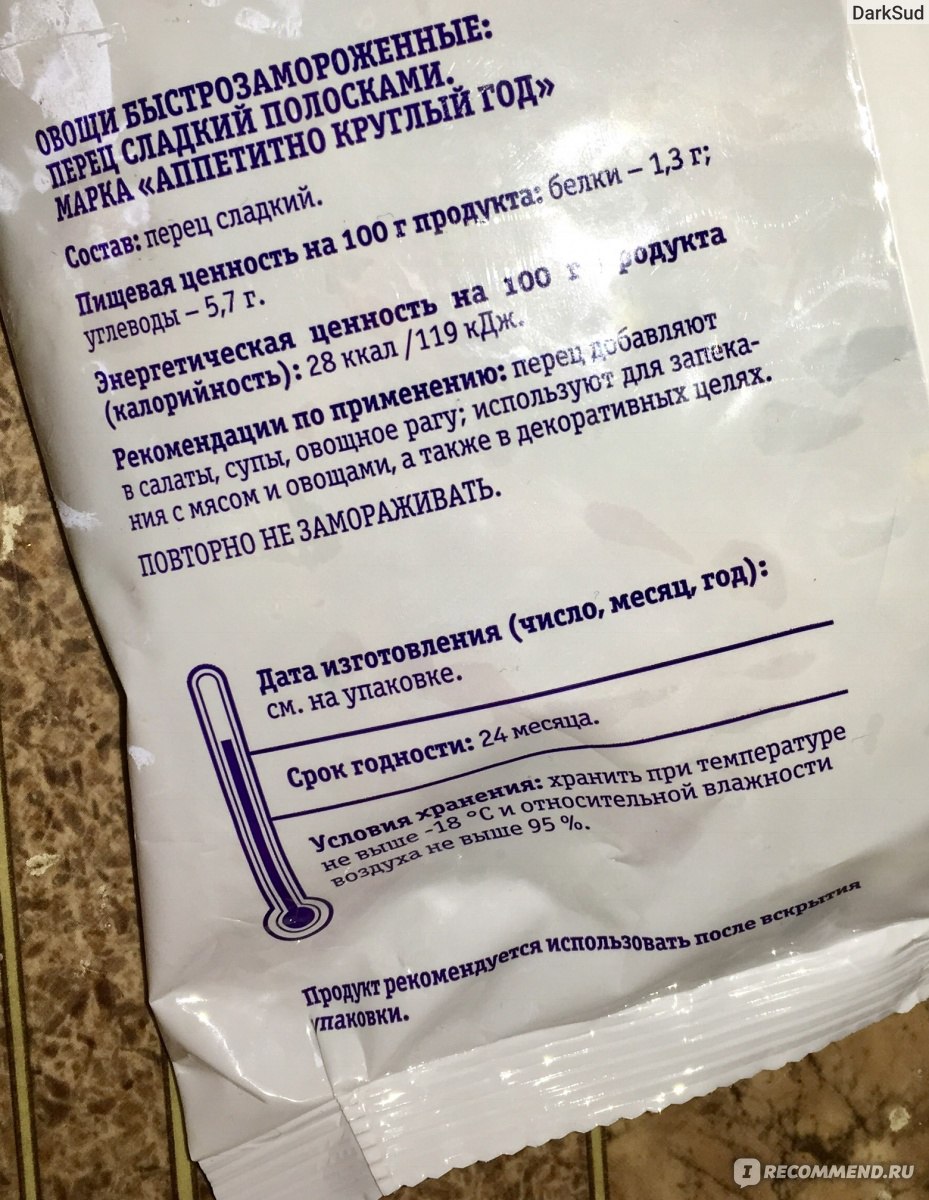 DarkSud
ОВОЩИ БЫСТРОЗАМОРОЖЕННЫЕ:
ПЕРЕЦ СЛАДКИЙ ПОЛОСКАМИ.
МАРКА «АППЕТИТНО КРУГЛЫЙ ГОД»
Состав: перец сладкий.
Пищевая ценность на 100 г продукта: белки – 1,3 г;
углеводы – 5,7 г.
Энергетическая ценность на 100 г продукта
(калорийность): 28 ккал /119 кДж.
Рекомендации по применению: перец добавляют
в салаты, супы, овощное рагу; используют для запека-
ния с мясом и овощами, а также в декоративных целях.
ПОВТОРНО НЕ ЗАМОРАЖИВАТЬ.
Дата изготовления (число, месяц, год):
см. на упаковке.
Срок годности: 24 месяца.
Условия хранения: хранить при температуре
не выше -18 °C и относительной влажности
воздуха не выше 95 %.
Продукт рекомендуется использовать после вскрытия
упаковки.
IRECOMMEND.RU